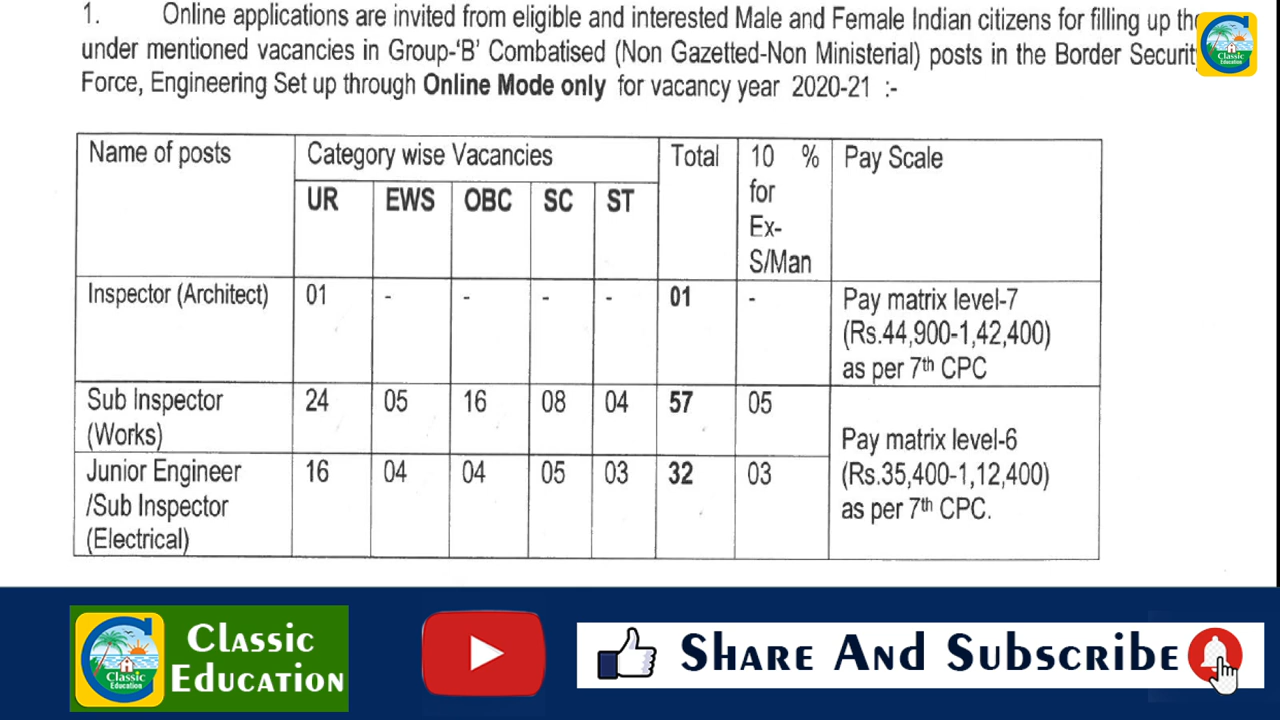 1. Online applications are invited from eligible and interested Male and Female Indian citizens for filling up
under mentioned vacancies in Group-'B' Combatised (Non Gazetted-Non Ministerial) posts in the Border
Force, Engineering Set up through Online Mode only for vacancy year 2020-21 :-
Classic
Education
Name of posts Category wise Vacancies Total 10 % for Ex-S/Man Pay Scale
UR EWS OBC SC ST
Inspector (Architect) 01 - - - - 01 - Pay matrix level-7
(Rs.44,900-1,42,400)
as per 7th CPC
Sub Inspector 24 05 16 08 04 57 05
(Works)
Pay matrix level-6
(Rs.35,400-1,12,400)
as per 7th CPC.
Junior Engineer 16 04 04 05 03 32 03
/Sub Inspector
(Electrical)
Classic
Education
Classic
Education
Share And Subscribe